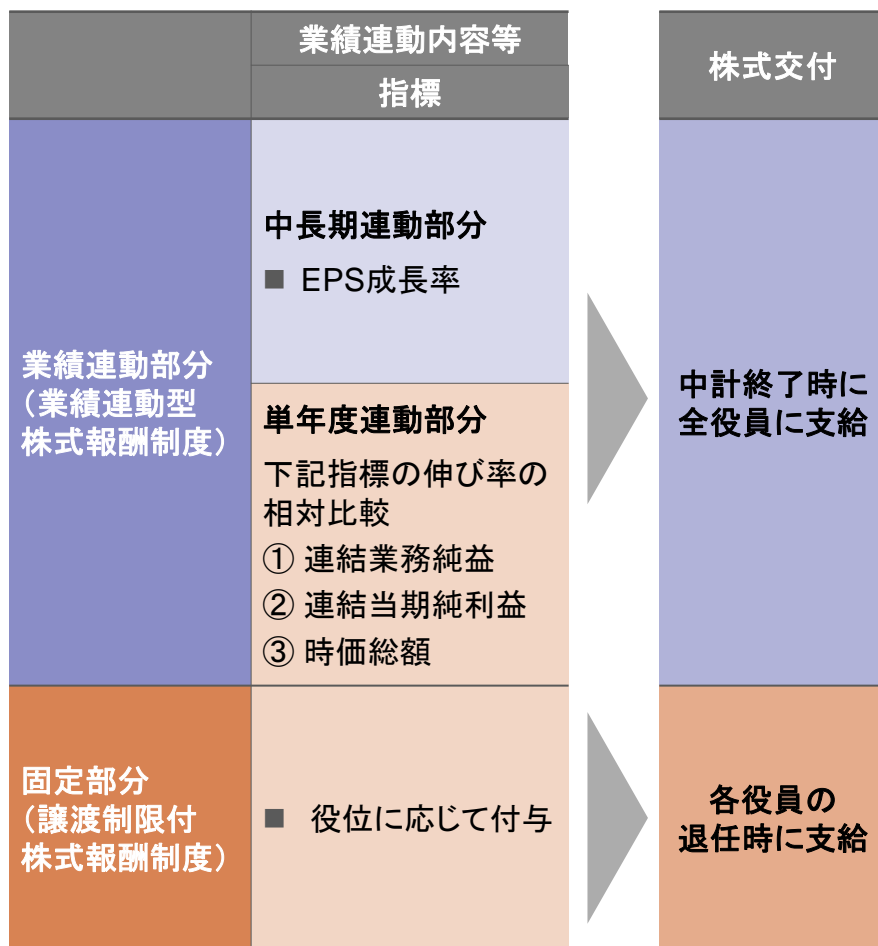 業績連動内容等
指標
株式交付
業績連動部分
（業績連動型
株式報酬制度）
中長期連動部分
■ EPS成長率
単年度連動部分
下記指標の伸び率の
相対比較
① 連結業務純益
② 連結当期純利益
③ 時価総額
中計終了時に
全役員に支給
固定部分
（譲渡制限付
株式報酬制度）
■ 役位に応じて付与
各役員の
退任時に支給